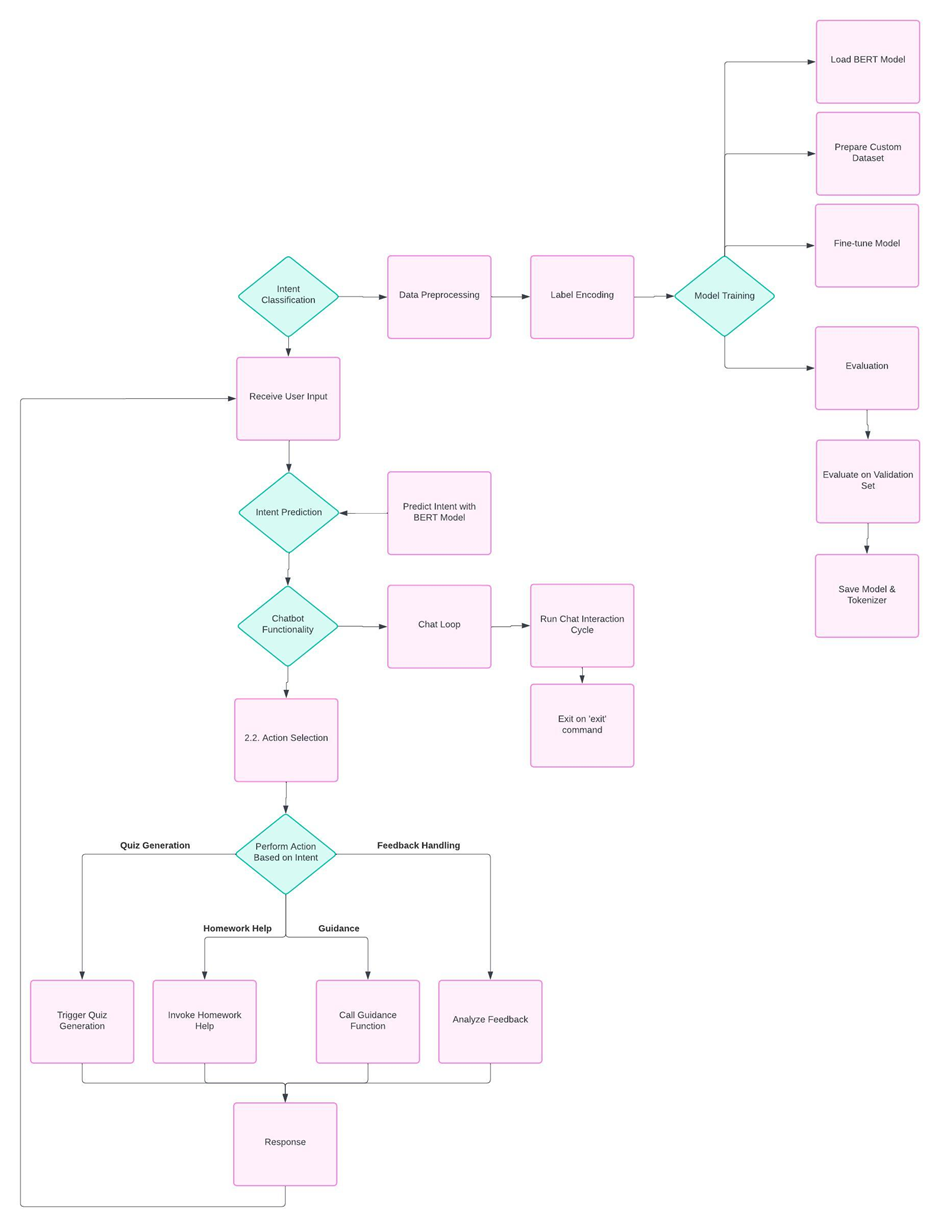 Load BERT Model
Prepare Custom
Dataset
Fine-tune Model
Intent
Classification
Data Preprocessing
Label Encoding
Model Training
Evaluation
Receive User Input
Evaluate on Validation
Set
Intent Prediction
Predict Intent with
BERT Model
Save Model &
Tokenizer
Chatbot
Functionality
Chat Loop
Run Chat Interaction
Cycle
Exit on 'exit'
command
2.2. Action Selection
Perform Action
Based on Intent
Quiz Generation
Feedback Handling
Homework Help
Guidance
Trigger Quiz
Generation
Invoke Homework
Help
Call Guidance
Function
Analyze Feedback
Response